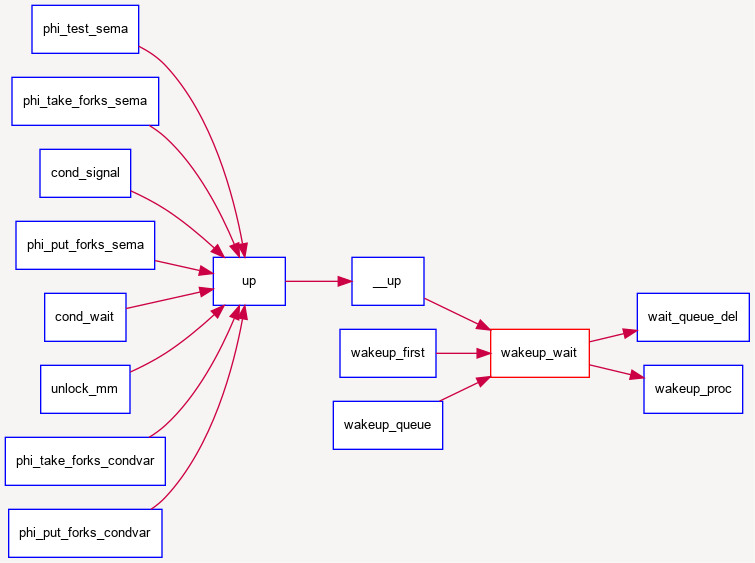 phi_test_sema
phi_take_forks_sema
cond_signal
phi_put_forks_sema
cond_wait
unlock_mm
phi_take_forks_condvar
phi_put_forks_condvar
up
__up
wakeup_first
wakeup_queue
wakeup_wait
wait_queue_del
wakeup_proc